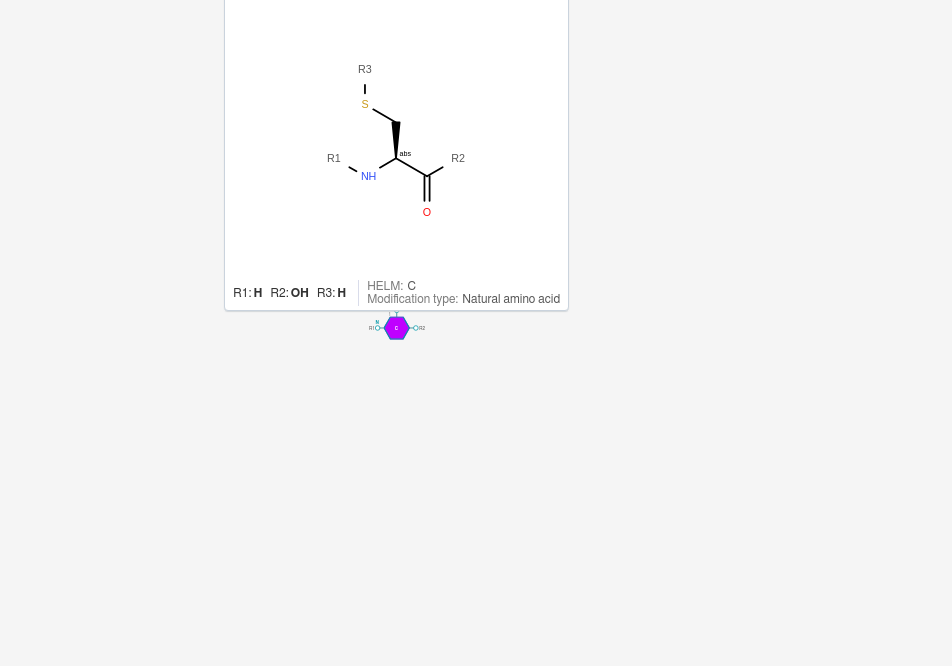 R3
S
abs
R1
R2
NH
O
R1: H R2: OH R3: H
HELM: C
Modification type: Natural amino acid
N
R1
C
R2